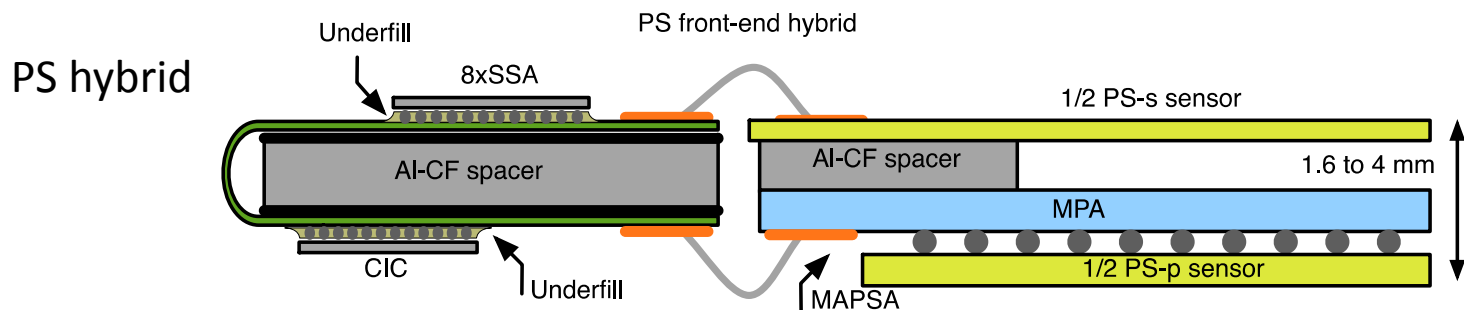 PS front-end hybrid
Underfill
PS hybrid
8xSSA
1/2 PS-s sensor
Al-CF spacer
Al-CF spacer
1.6 to 4 mm
MPA
CIC
1/2 PS-p sensor
Underfill
MAPSA